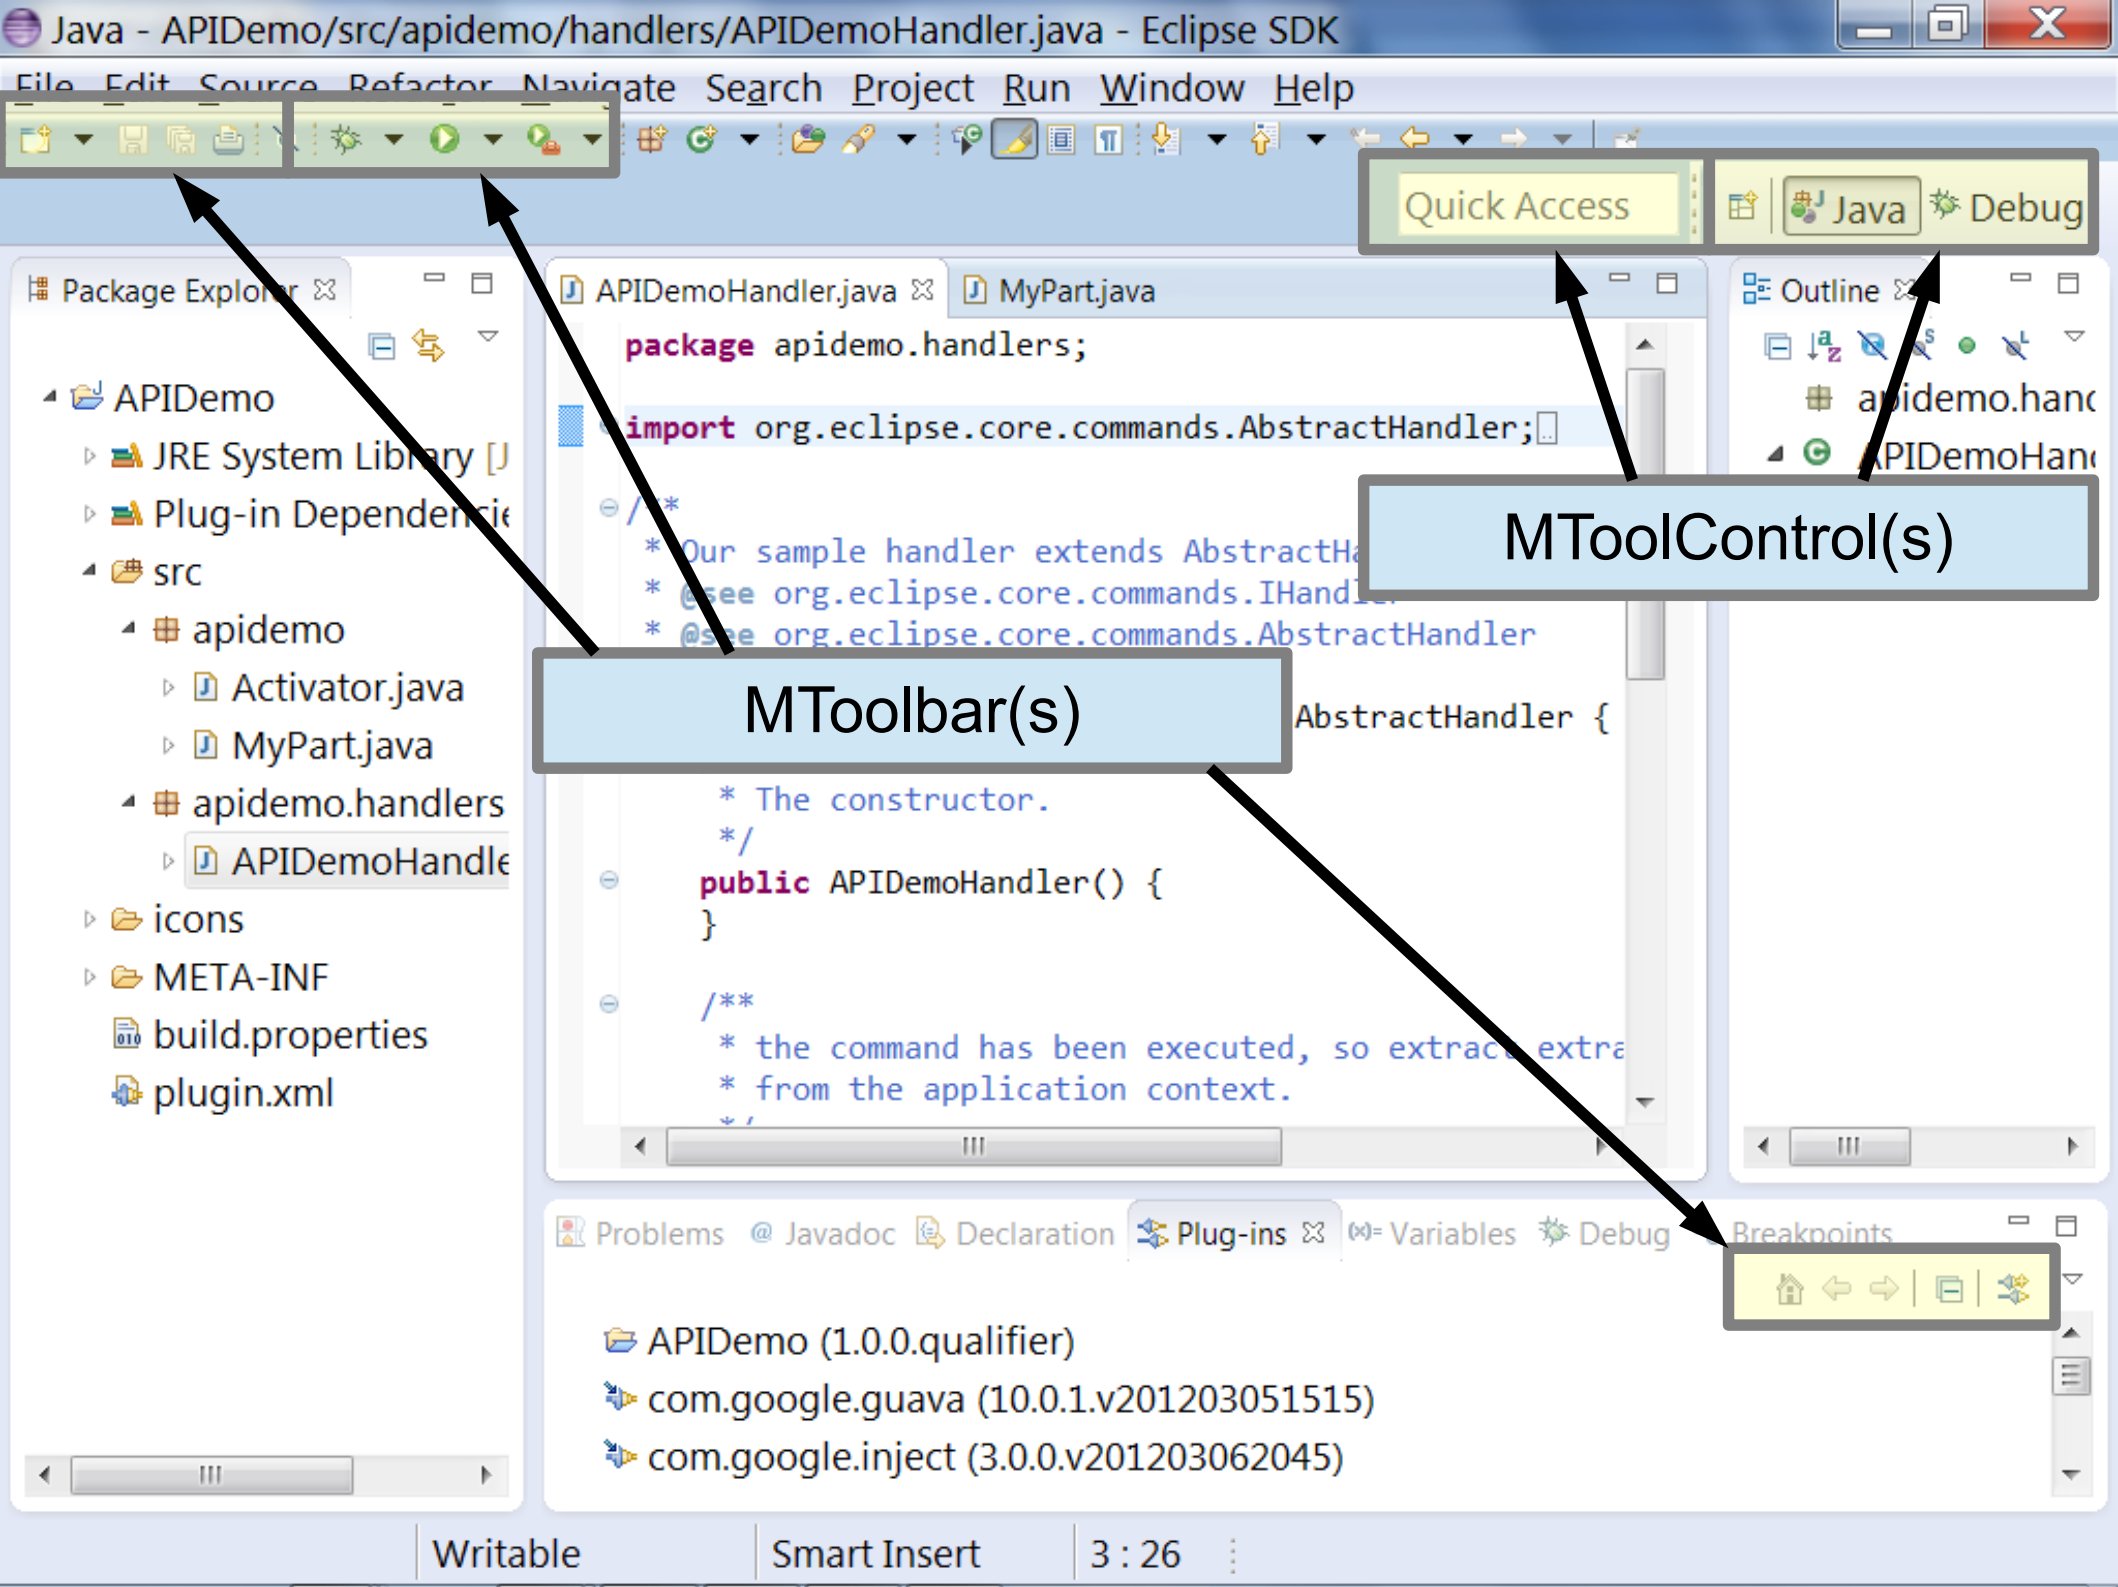 Java - APIDemo/src/apidemo/handlers/APIDemoHandler.java - Eclipse SDK
File Edit Source Refactor Navigate Search Project Run Window Help
Quick Access
Java Debug
Package Explorer
APIDemo
JRE System Library [J
Plug-in Dependencie
src
apidemo
Activator.java
MyPart.java
apidemo.handlers
APIDemoHandle
icons
META-INF
build.properties
plugin.xml
APIDemoHandler.java MyPart.java
package apidemo.handlers;
import org.eclipse.core.commands.AbstractHandler;
/**
* Our sample handler extends AbstractHa
* @see org.eclipse.core.commands.IHandler
* @see org.eclipse.core.commands.AbstractHandler
AbstractHandler {
* The constructor.
*/
public APIDemoHandler() {
}
/**
* the command has been executed, so extract extra
* from the application context.
*/
Outline
apidemo.hand
APIDemoHan
MToolControl(s)
MToolbar(s)
Problems @ Javadoc Declaration Plug-ins (x)= Variables Debug Breakpoints
APIDemo (1.0.0.qualifier)
com.google.guava (10.0.1.v201203051515)
com.google.inject (3.0.0.v201203062045)
Writable Smart Insert 3 : 26